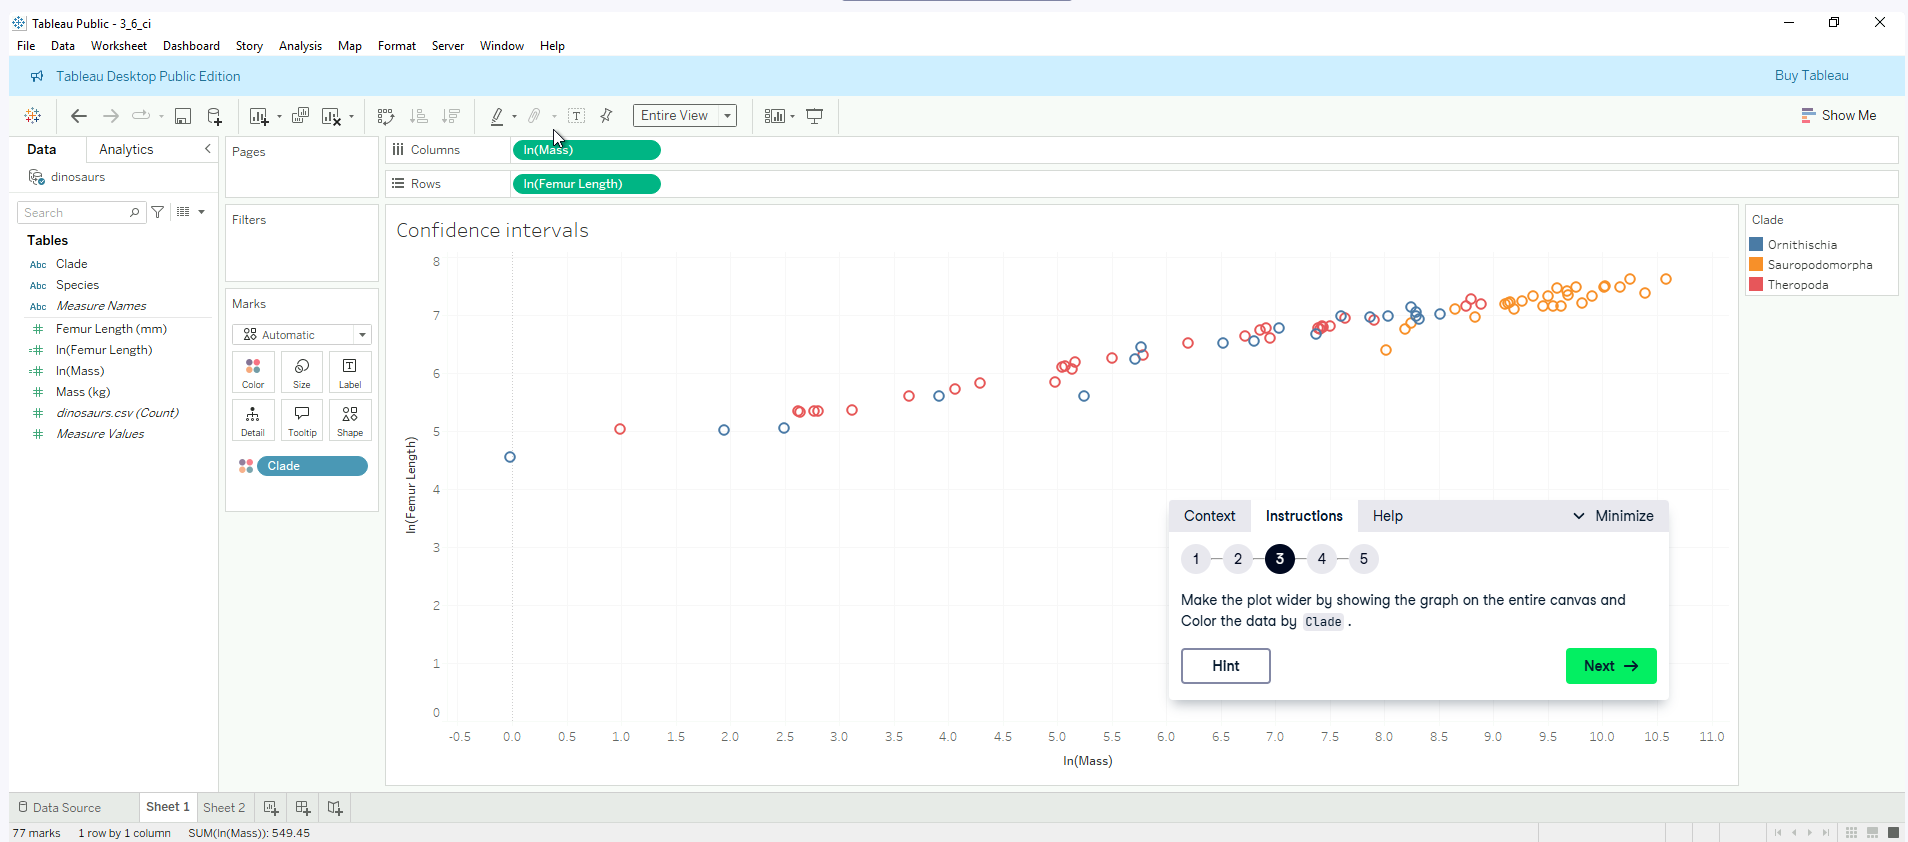 Tableau Public - 3_6_ci
File Data Worksheet Dashboard Story Analysis Map Format Server Window Help
Tableau Desktop Public Edition
Buy Tableau
Entire View
Show Me
Data
Analytics
dinosaurs
Search
Tables
Abc Clade
Abc Species
Abc Measure Names
Femur Length (mm)
ln(Femur Length)
ln(Mass)
Mass (kg)
dinosaurs.csv (Count)
Measure Values
Pages
Filters
Marks
Automatic
Color Size Label
Detail Tooltip Shape
Clade
Columns
ln(Mass)
Rows
ln(Femur Length)
Confidence intervals
8
7
6
5
4
3
2
1
0
ln(Femur Length)
-0.5 0.0 0.5 1.0 1.5 2.0 2.5 3.0 3.5 4.0 4.5 5.0 5.5 6.0 6.5 7.0 7.5 8.0 8.5 9.0 9.5 10.0 10.5 11.0
ln(Mass)
Context Instructions Help Minimize
1 2 3 4 5
Make the plot wider by showing the graph on the entire canvas and
Color the data by Clade .
Hint
Next
Clade
Ornithischia
Sauropodomorpha
Theropoda
Data Source Sheet 1 Sheet 2
77 marks 1 row by 1 column SUM(ln(Mass)): 549.45